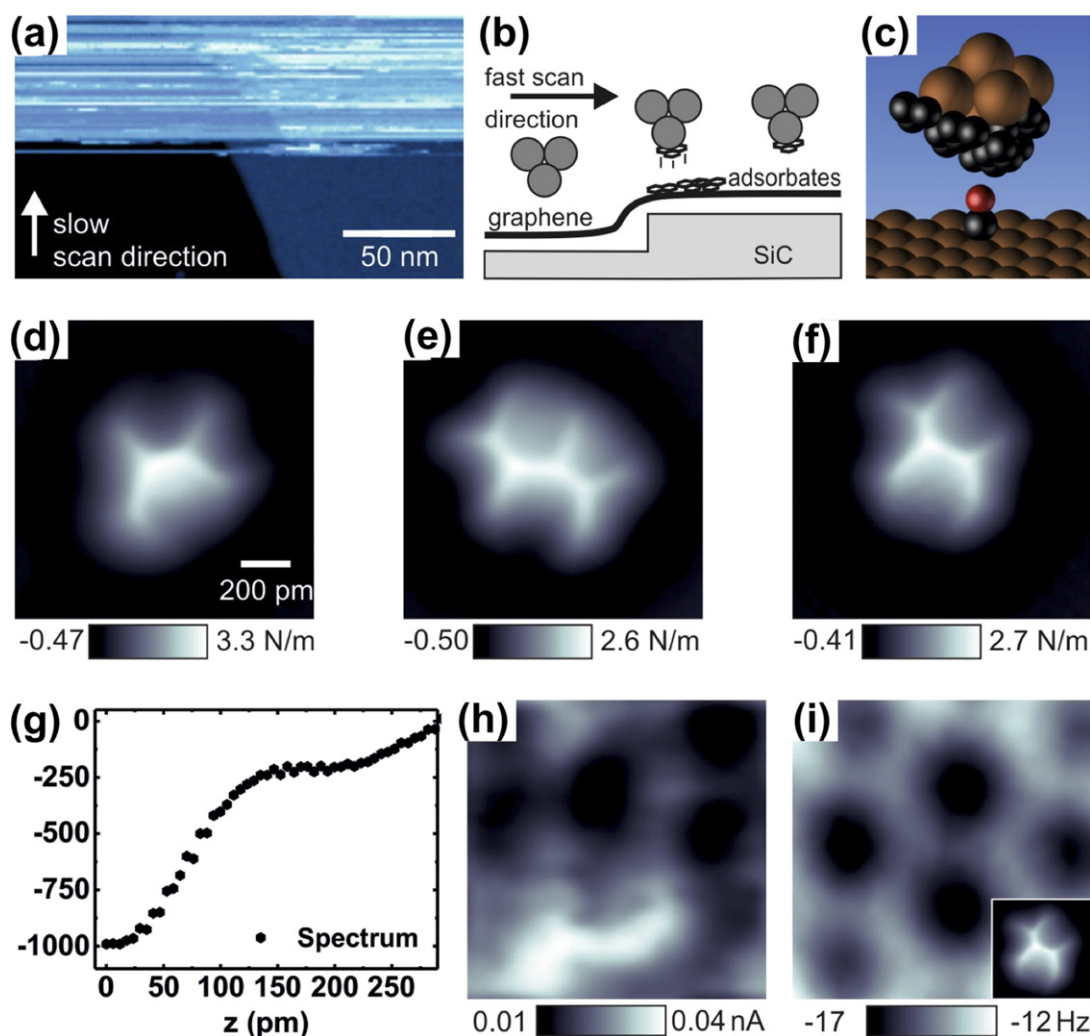 (a)
slow
scan direction
50 nm
(b)
fast scan
direction
graphene
adsorbates
SiC
(c)
(d)
200 pm
-0.47 3.3 N/m
(e)
-0.50 2.6 N/m
(f)
-0.41 2.7 N/m
(g)
0
-250
-500
-750
-1000
Spectrum
0 50 100 150 200 250
z (pm)
(h)
0.01 0.04 nA
(i)
-17 -12 Hz